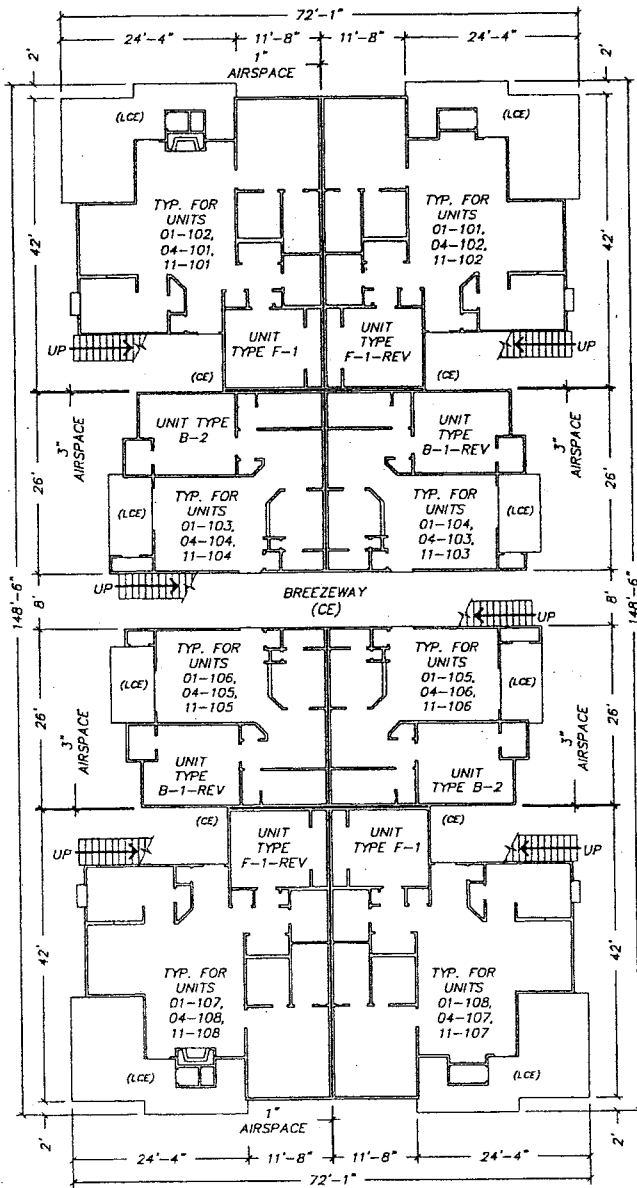 72'-1"
24'-4" 11'-8" 11'-8" 24'-4"
2'
1"
AIRSPACE
2'
(LCE)
(LCE)
TYP. FOR
UNITS
01-102,
04-101,
11-101
TYP. FOR
UNITS
01-101,
04-102,
11-102
42'
42'
UP
UNIT
TYPE F-1
UNIT
TYPE
F-1-REV
UP
(CE)
(CE)
3"
AIRSPACE
UNIT TYPE
B-2
UNIT
TYPE
B-1-REV
3"
AIRSPACE
26'
26'
(LCE)
TYP. FOR
UNITS
01-103,
04-104,
11-104
TYP. FOR
UNITS
01-104,
04-102,
11-103
(LCE)
UP
BREEZEWAY
(CE)
UP
148'-6"
8'
8'
148'-6"
(LCE)
TYP. FOR
UNITS
01-106,
04-105,
11-105
TYP. FOR
UNITS
01-105,
04-106,
11-106
(LCE)
26'
26'
3"
AIRSPACE
UNIT
TYPE
B-1-REV
UNIT
TYPE B-2
3"
AIRSPACE
(CE)
(CE)
UP
UNIT
TYPE
F-1-REV
UNIT
TYPE F-1
UP
42'
42'
TYP. FOR
UNITS
01-107,
04-108,
11-108
TYP. FOR
UNITS
01-108,
04-107,
11-107
(LCE)
(LCE)
2'
1"
AIRSPACE
2'
24'-4" 11'-8" 11'-8" 24'-4"
72'-1"